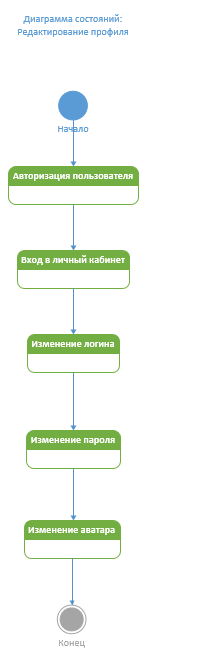 Диаграмма состояний:
Редактирование профиля
Начало
Авторизация пользователя
Вход в личный кабинет
Изменение логина
Изменение пароля
Изменение аватара
Конец